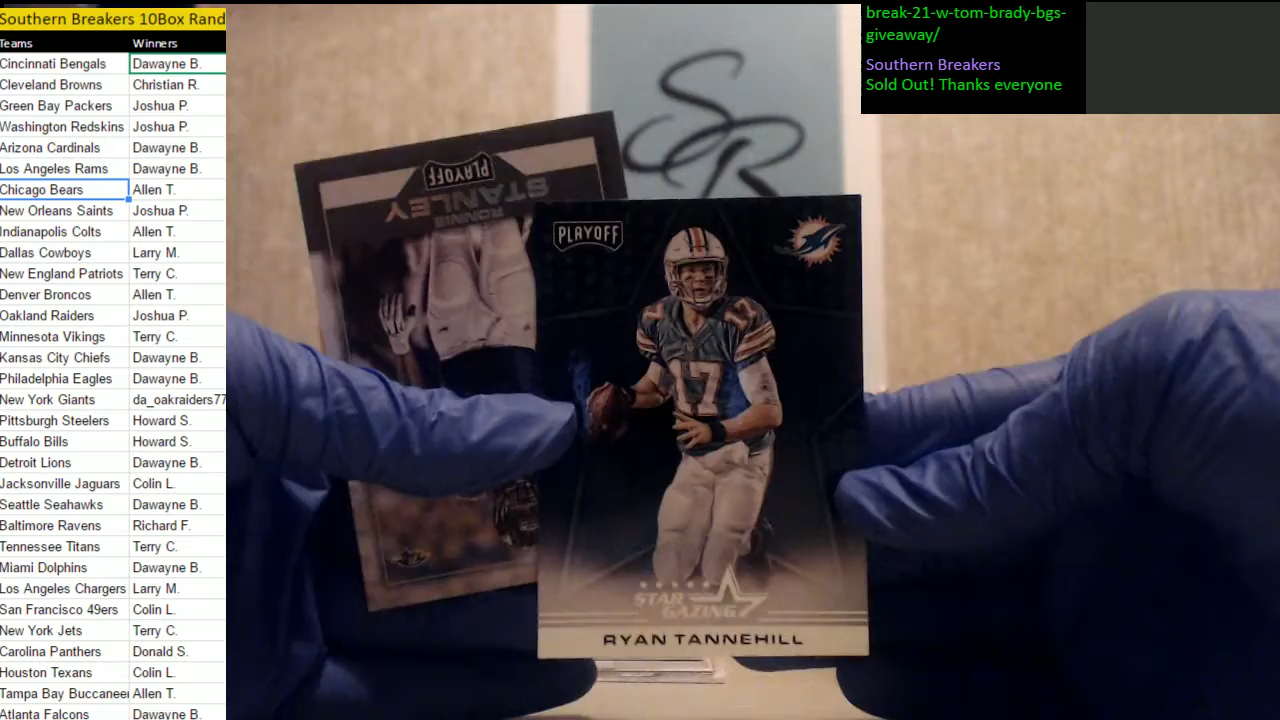 Southern Breakers 10Box Rand
Teams Winners
Cincinnati Bengals Dawayne B.
Cleveland Browns Christian R.
Green Bay Packers Joshua P.
Washington Redskins Joshua P.
Arizona Cardinals Dawayne B.
Los Angeles Rams Dawayne B.
Chicago Bears Allen T.
New Orleans Saints Joshua P.
Indianapolis Colts Allen T.
Dallas Cowboys Larry M.
New England Patriots Terry C.
Denver Broncos Allen T.
Oakland Raiders Joshua P.
Minnesota Vikings Terry C.
Kansas City Chiefs Dawayne B.
Philadelphia Eagles Dawayne B.
New York Giants da_oakraiders77
Pittsburgh Steelers Howard S.
Buffalo Bills Howard S.
Detroit Lions Dawayne B.
Jacksonville Jaguars Colin L.
Seattle Seahawks Dawayne B.
Baltimore Ravens Richard F.
Tennessee Titans Terry C.
Miami Dolphins Dawayne B.
Los Angeles Chargers Larry M.
San Francisco 49ers Colin L.
New York Jets Terry C.
Carolina Panthers Donald S.
Houston Texans Colin L.
Tampa Bay Buccaneer Allen T.
Atlanta Falcons Dawayne B.
break-21-w-tom-brady-bgs-
giveaway/
Southern Breakers
Sold Out! Thanks everyone
SR
PLAYOFF
RONNIE
STANLEY
PLAYOFF
17
17
STAR
GAZING
RYAN TANNEHILL